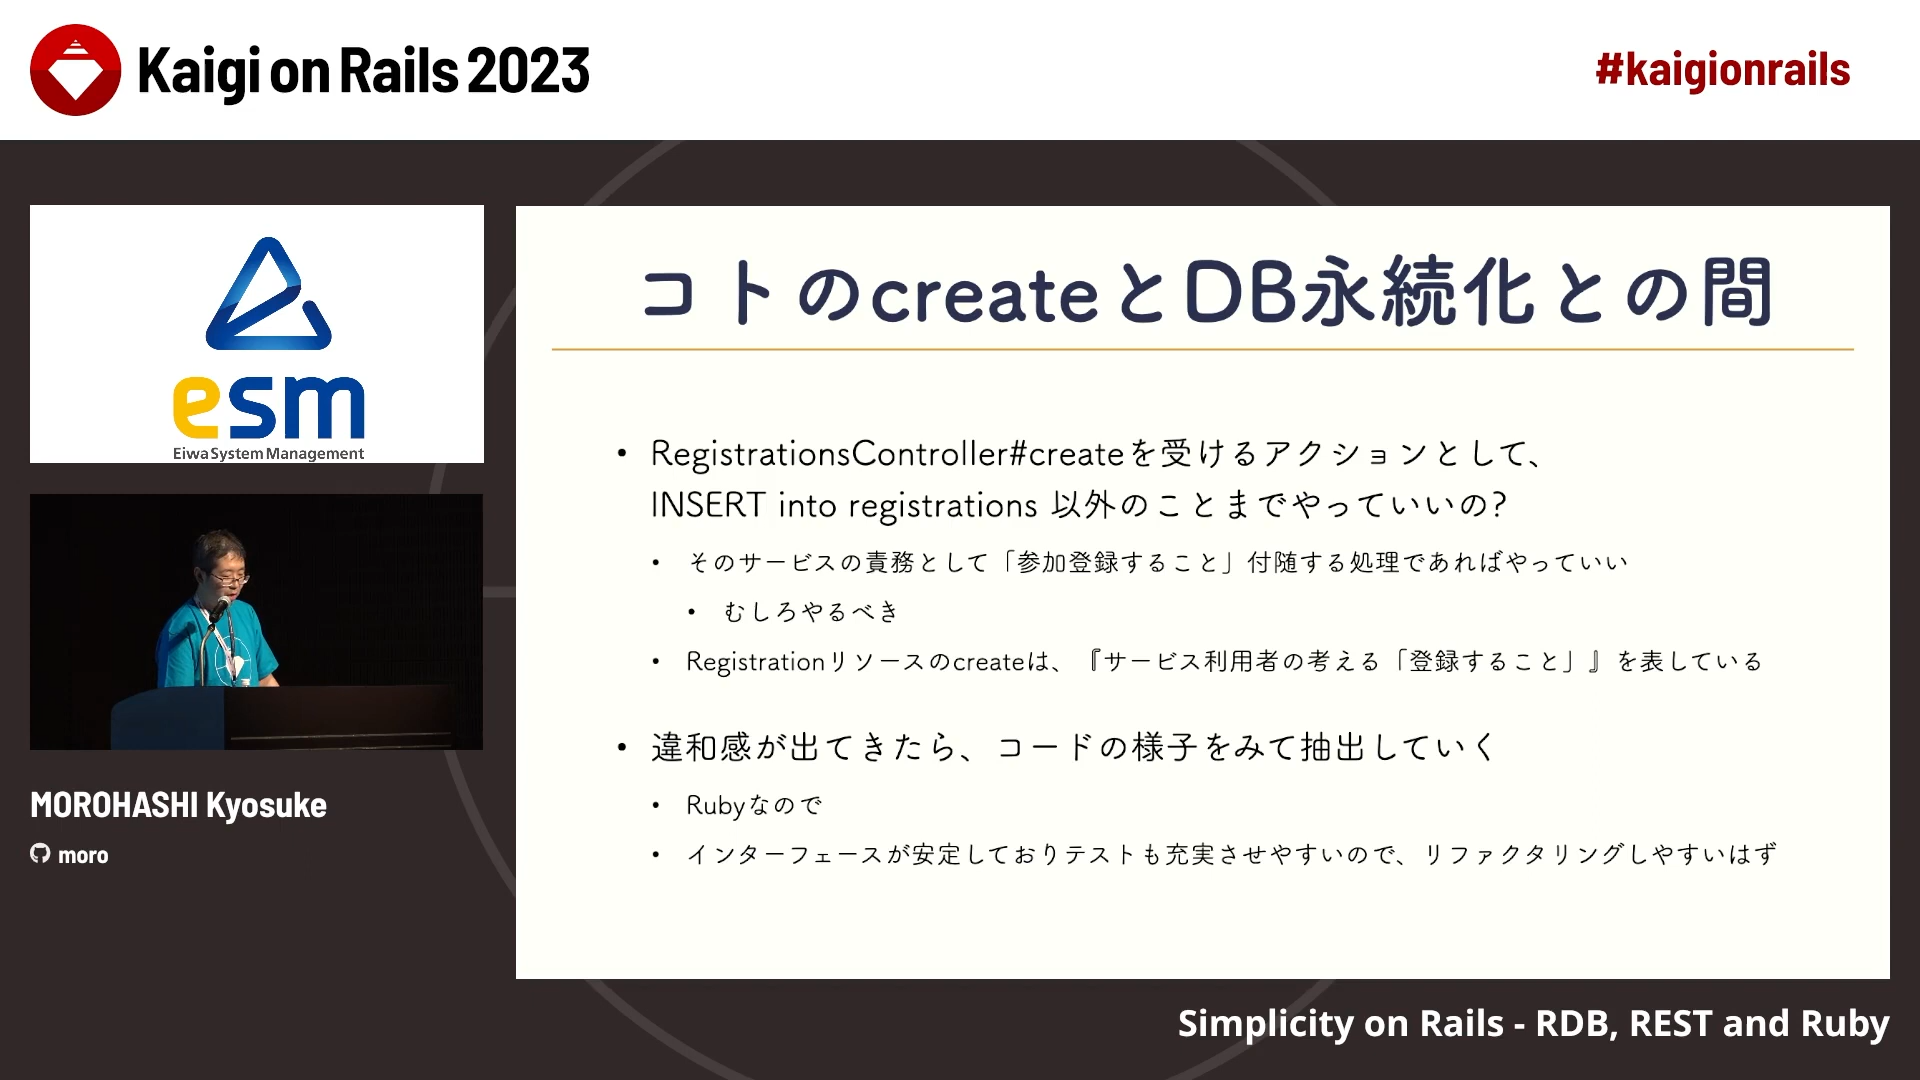 Kaigi on Rails 2023
#kaigionrails
esm
Eiwa System Management
MOROHASHI Kyosuke
moro
コトのcreateとDB永続化との間
• RegistrationsController#createを受けるアクションとして、
INSERT into registrations 以外のことまでやっていいの?
• そのサービスの責務として「参加登録すること」付随する処理であればやっていい
• むしろやるべき
• Registrationリソースのcreateは、『サービス利用者の考える「登録すること」』を表している
• 違和感が出てきたら、コードの様子をみて抽出していく
• Rubyなので
• インターフェースが安定しておりテストも充実させやすいので、リファクタリングしやすいはず
Simplicity on Rails - RDB, REST and Ruby